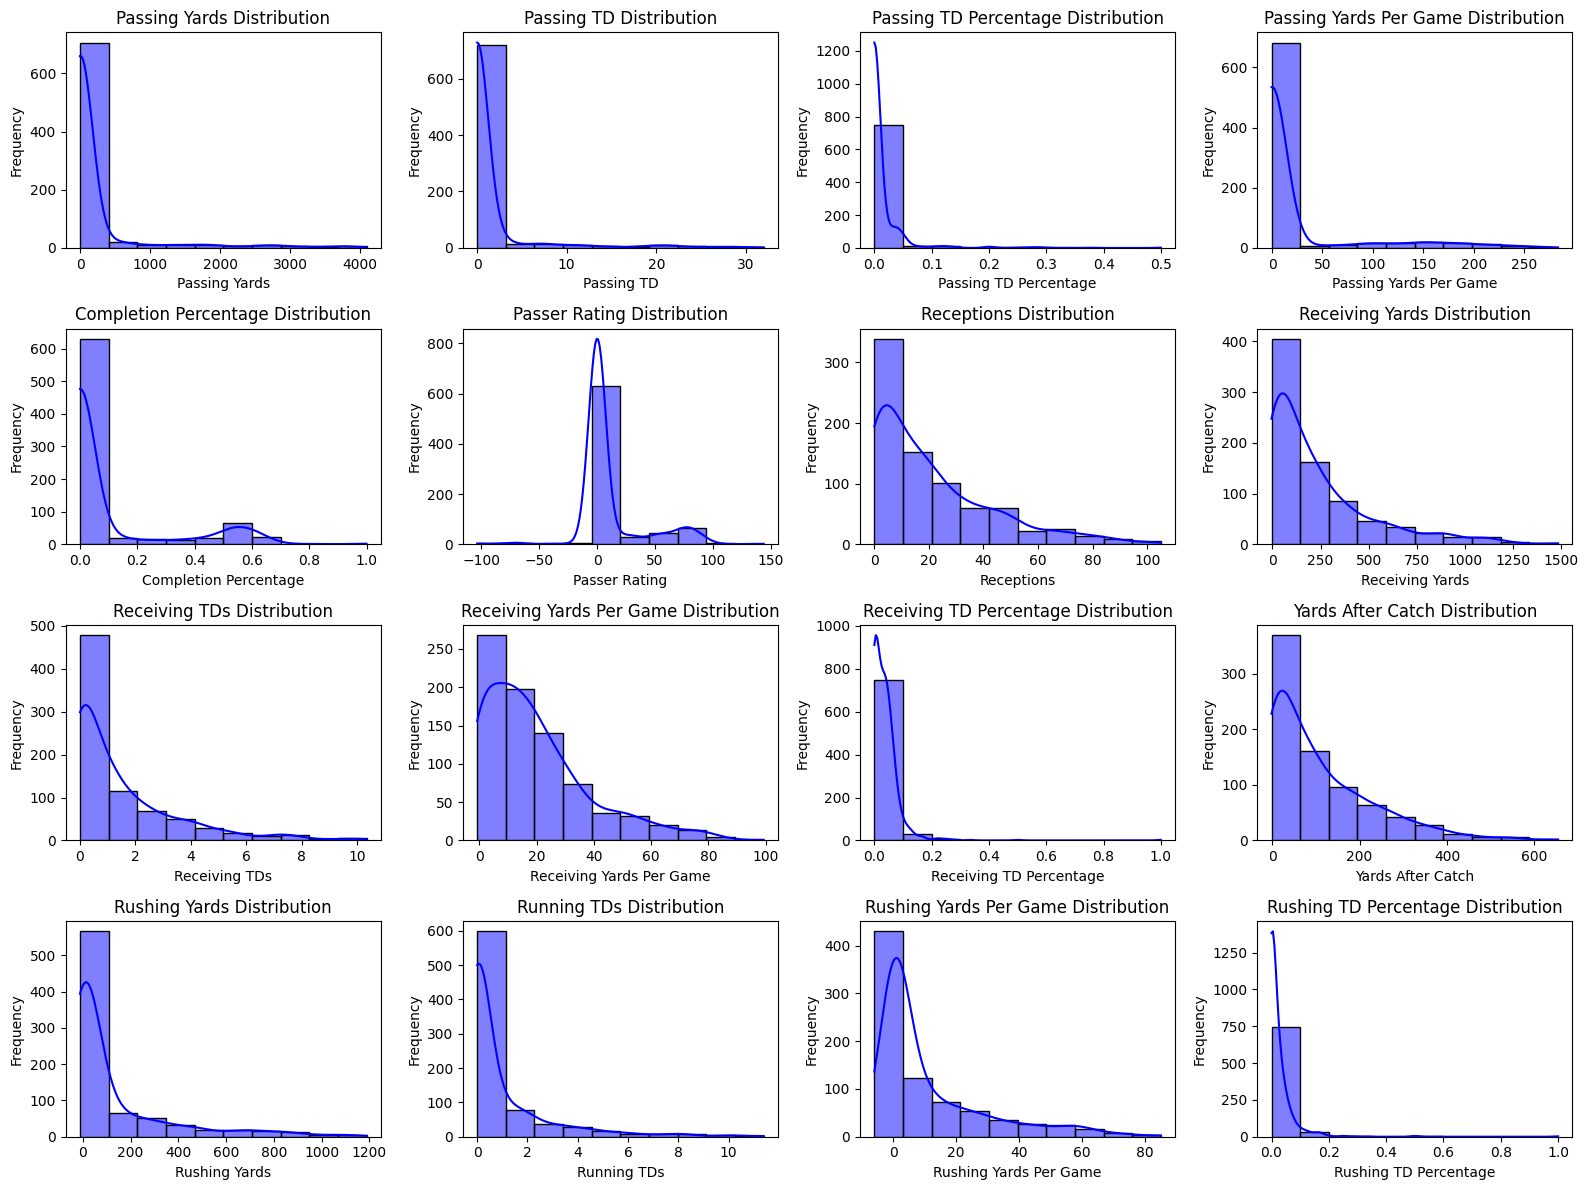 Passing Yards Distribution
600
400
200
0
Frequency
0 1000 2000 3000 4000
Passing Yards
Passing TD Distribution
600
400
200
0
Frequency
0 10 20 30
Passing TD
Passing TD Percentage Distribution
1200
1000
800
600
400
200
0
Frequency
0.0 0.1 0.2 0.3 0.4 0.5
Passing TD Percentage
Passing Yards Per Game Distribution
600
400
200
0
Frequency
0 50 100 150 200 250
Passing Yards Per Game
Completion Percentage Distribution
600
500
400
300
200
100
0
Frequency
0.0 0.2 0.4 0.6 0.8 1.0
Completion Percentage
Passer Rating Distribution
800
600
400
200
0
Frequency
−100 −50 0 50 100 150
Passer Rating
Receptions Distribution
300
200
100
0
Frequency
0 20 40 60 80 100
Receptions
Receiving Yards Distribution
400
300
200
100
0
Frequency
0 250 500 750 1000 1250 1500
Receiving Yards
Receiving TDs Distribution
500
400
300
200
100
0
Frequency
0 2 4 6 8 10
Receiving TDs
Receiving Yards Per Game Distribution
250
200
150
100
50
0
Frequency
0 20 40 60 80 100
Receiving Yards Per Game
Receiving TD Percentage Distribution
1000
800
600
400
200
0
Frequency
0.0 0.2 0.4 0.6 0.8 1.0
Receiving TD Percentage
Yards After Catch Distribution
300
200
100
0
Frequency
0 200 400 600
Yards After Catch
Rushing Yards Distribution
500
400
300
200
100
0
Frequency
0 200 400 600 800 1000 1200
Rushing Yards
Running TDs Distribution
600
500
400
300
200
100
0
Frequency
0 2 4 6 8 10
Running TDs
Rushing Yards Per Game Distribution
400
300
200
100
0
Frequency
0 20 40 60 80
Rushing Yards Per Game
Rushing TD Percentage Distribution
1250
1000
750
500
250
0
Frequency
0.0 0.2 0.4 0.6 0.8 1.0
Rushing TD Percentage